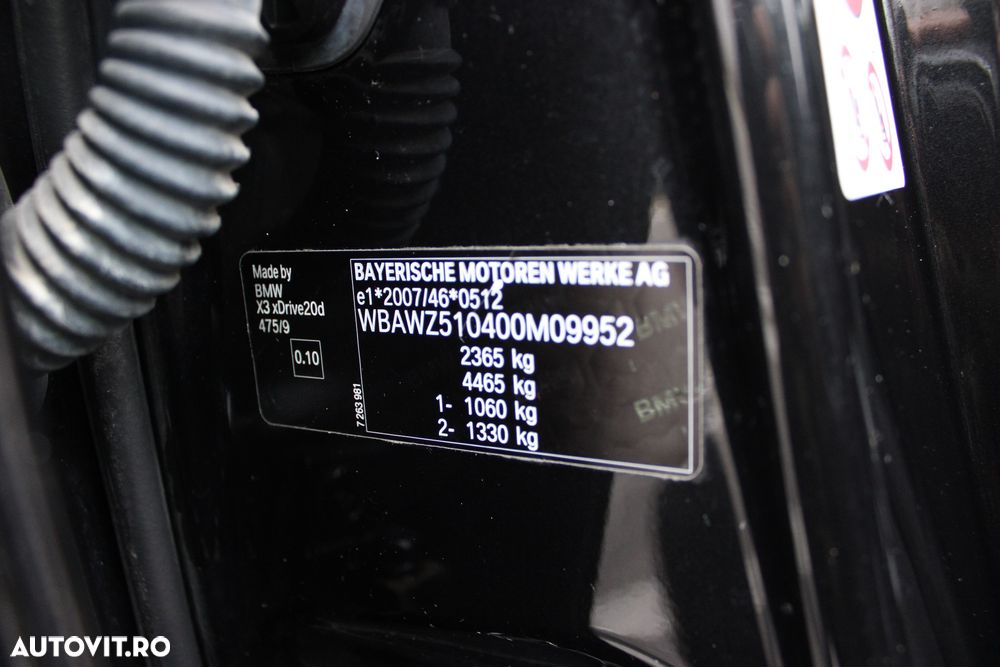 Made by
BMW
X3 xDrive20d
475/9
0.10
7 263 981
BAYERISCHE MOTOREN WERKE AG
e1*2007/46*0512
WBAWZ510400M09952
2365 kg
4465 kg
1- 1060 kg
2- 1330 kg
BMW
AUTOVIT.RO